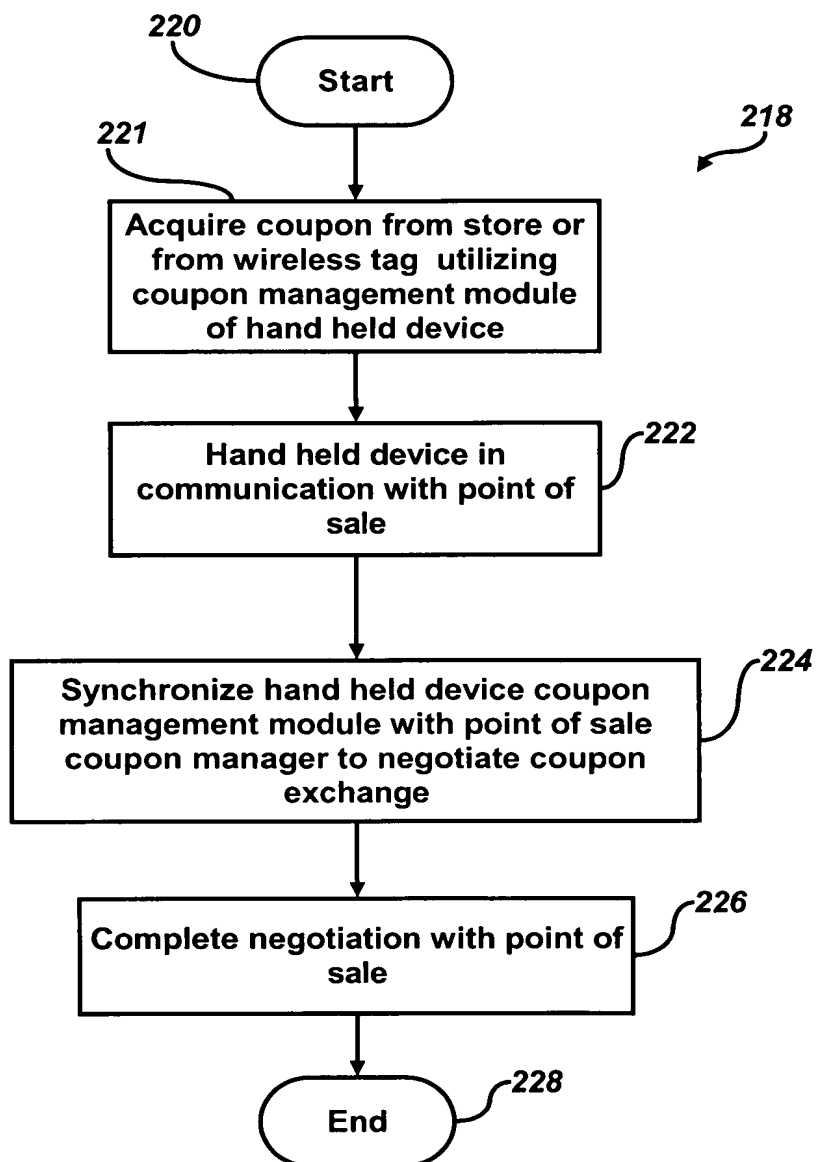 220
Start
218
221
Acquire coupon from store or
from wireless tag utilizing
coupon management module
of hand held device
222
Hand held device in
communication with point of
sale
224
Synchronize hand held device coupon
management module with point of sale
coupon manager to negotiate coupon
exchange
226
Complete negotiation with point of
sale
228
End